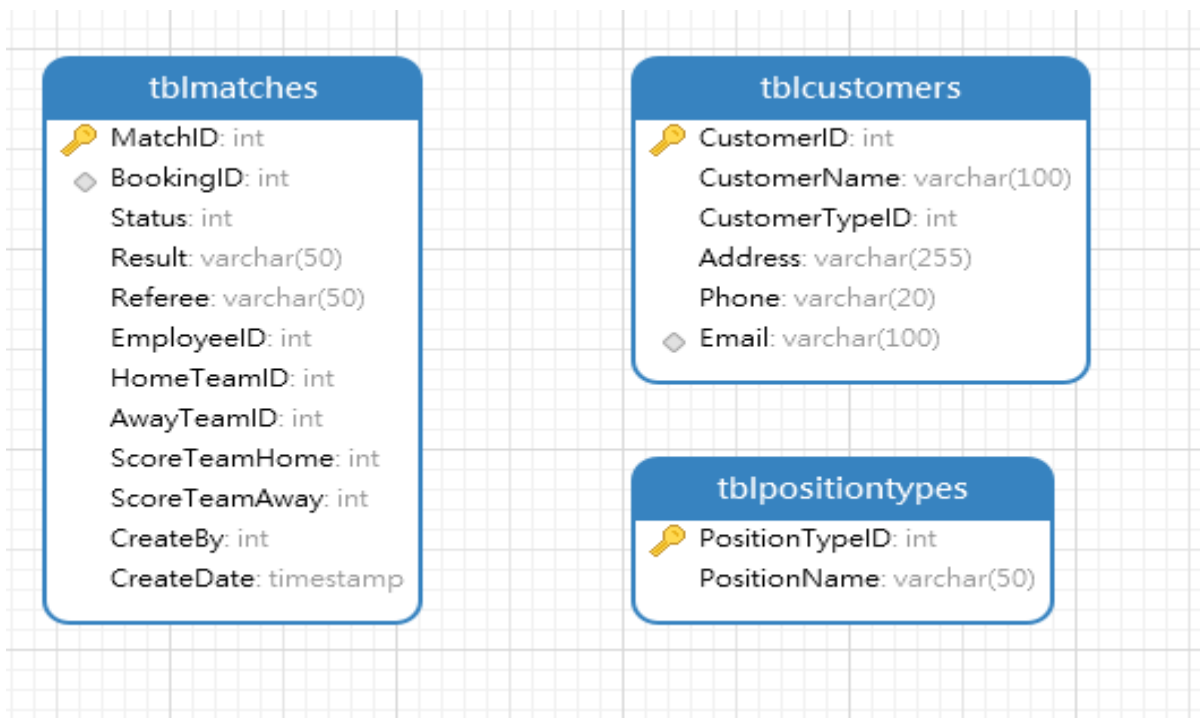 tblmatches
MatchID: int
BookingID: int
Status: int
Result: varchar(50)
Referee: varchar(50)
EmployeeID: int
HomeTeamID: int
AwayTeamID: int
ScoreTeamHome: int
ScoreTeamAway: int
CreateBy: int
CreateDate: timestamp
tblcustomers
CustomerID: int
CustomerName: varchar(100)
CustomerTypeID: int
Address: varchar(255)
Phone: varchar(20)
Email: varchar(100)
tblpositiontypes
PositionTypeID: int
PositionName: varchar(50)